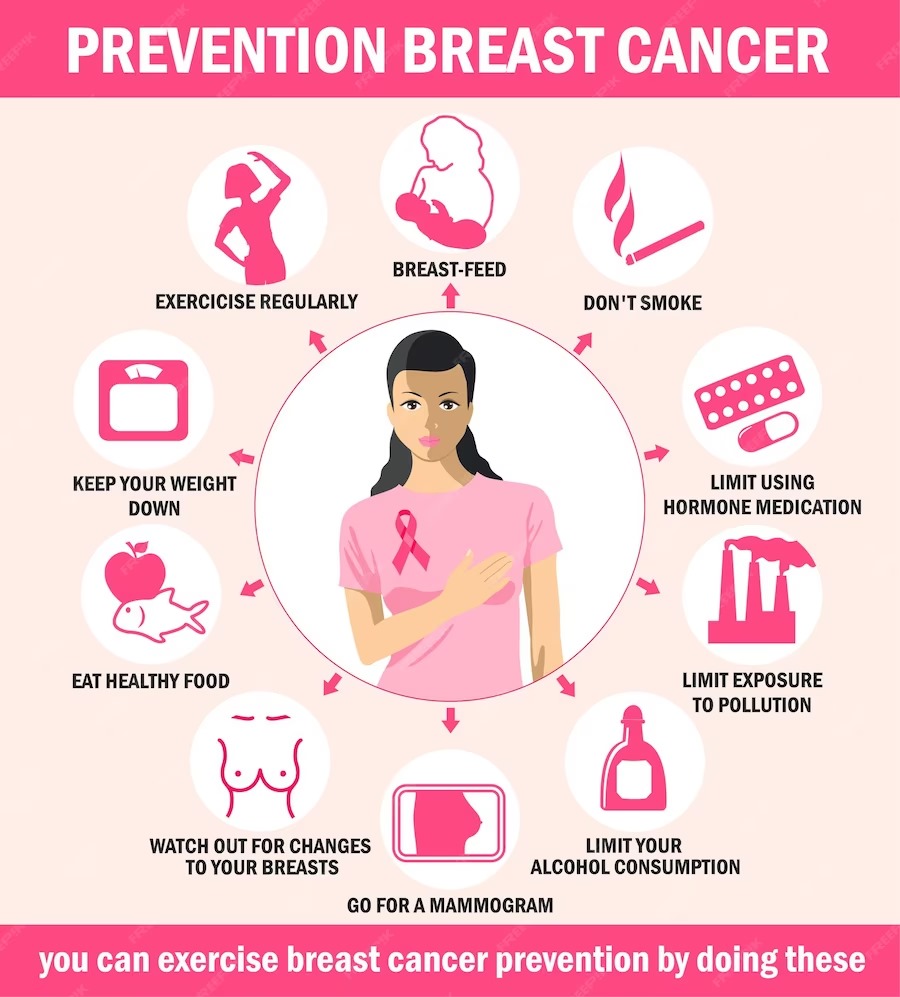 PREVENTION BREAST CANCER
BREAST-FEED
EXERCICISE REGULARLY
DON'T SMOKE
KEEP YOUR WEIGHT
DOWN
LIMIT USING
HORMONE MEDICATION
EAT HEALTHY FOOD
LIMIT EXPOSURE
TO POLLUTION
WATCH OUT FOR CHANGES
TO YOUR BREASTS
LIMIT YOUR
ALCOHOL CONSUMPTION
GO FOR A MAMMOGRAM
you can exercise breast cancer prevention by doing these